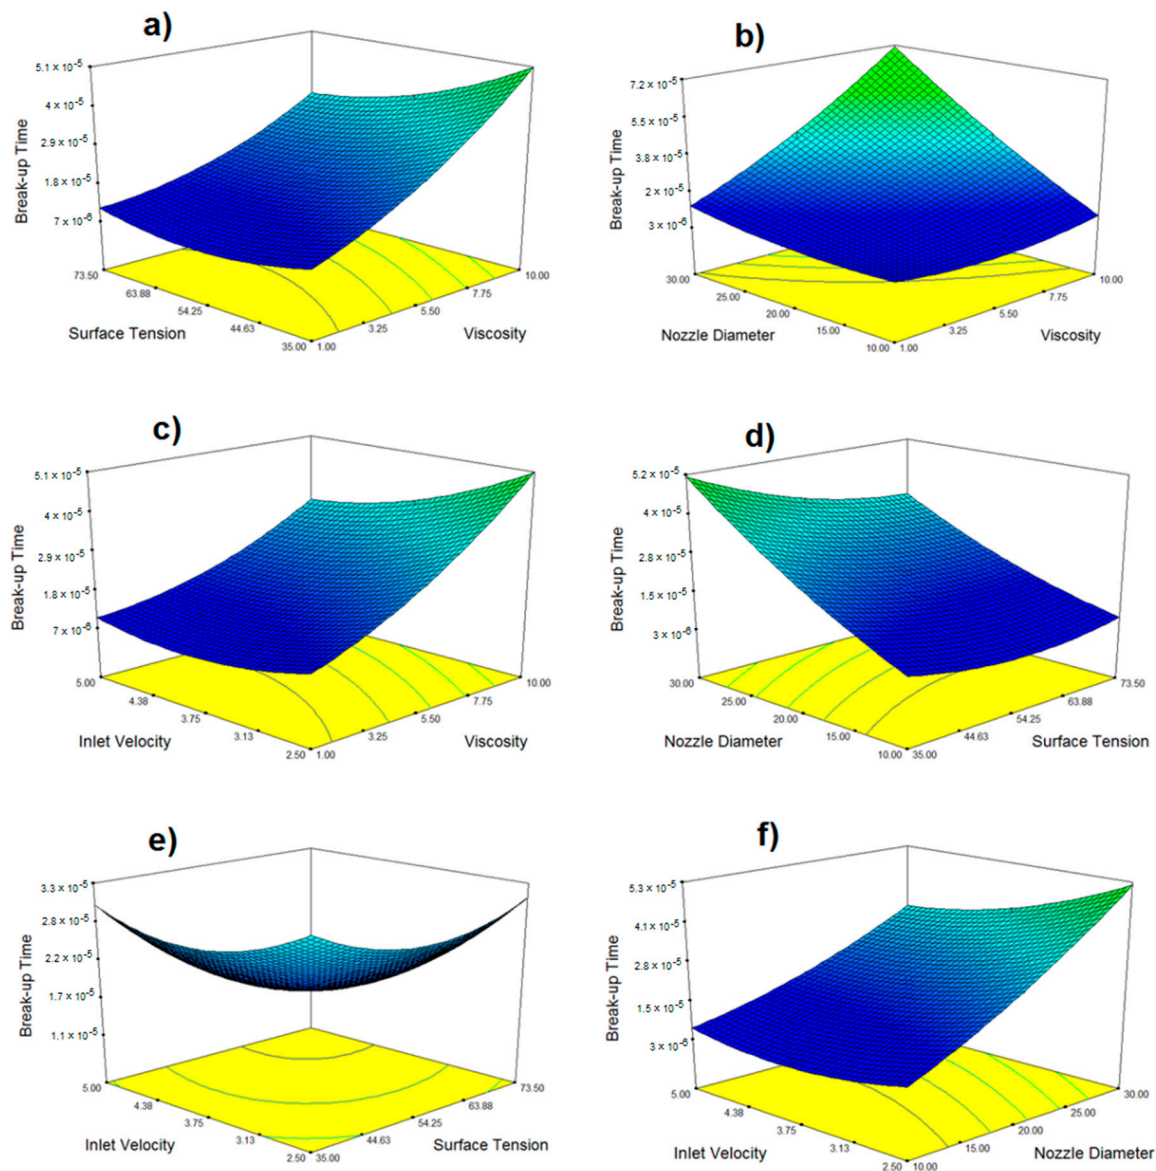 a)
5.1 × 10⁻⁵
4 × 10⁻⁵
2.9 × 10⁻⁵
1.8 × 10⁻⁵
7 × 10⁻⁶
Break-up Time
73.50
63.88
54.25
44.63
35.00
Surface Tension
1.00
3.25
5.50
7.75
10.00
Viscosity
b)
7.2 × 10⁻⁵
5.5 × 10⁻⁵
3.8 × 10⁻⁵
2 × 10⁻⁵
3 × 10⁻⁶
Break-up Time
30.00
25.00
20.00
15.00
10.00
Nozzle Diameter
1.00
3.25
5.50
7.75
10.00
Viscosity
c)
5.1 × 10⁻⁵
4 × 10⁻⁵
2.9 × 10⁻⁵
1.8 × 10⁻⁵
7 × 10⁻⁶
Break-up Time
5.00
4.38
3.75
3.13
2.50
Inlet Velocity
1.00
3.25
5.50
7.75
10.00
Viscosity
d)
5.2 × 10⁻⁵
4 × 10⁻⁵
2.8 × 10⁻⁵
1.5 × 10⁻⁵
3 × 10⁻⁶
Break-up Time
30.00
25.00
20.00
15.00
10.00
Nozzle Diameter
35.00
44.63
54.25
63.88
73.50
Surface Tension
e)
3.3 × 10⁻⁵
2.8 × 10⁻⁵
2.2 × 10⁻⁵
1.7 × 10⁻⁵
1.1 × 10⁻⁵
Break-up Time
5.00
4.38
3.75
3.13
2.50
Inlet Velocity
35.00
44.63
54.25
63.88
73.50
Surface Tension
f)
5.3 × 10⁻⁵
4.1 × 10⁻⁵
2.8 × 10⁻⁵
1.5 × 10⁻⁵
3 × 10⁻⁶
Break-up Time
5.00
4.38
3.75
3.13
2.50
Inlet Velocity
10.00
15.00
20.00
25.00
30.00
Nozzle Diameter